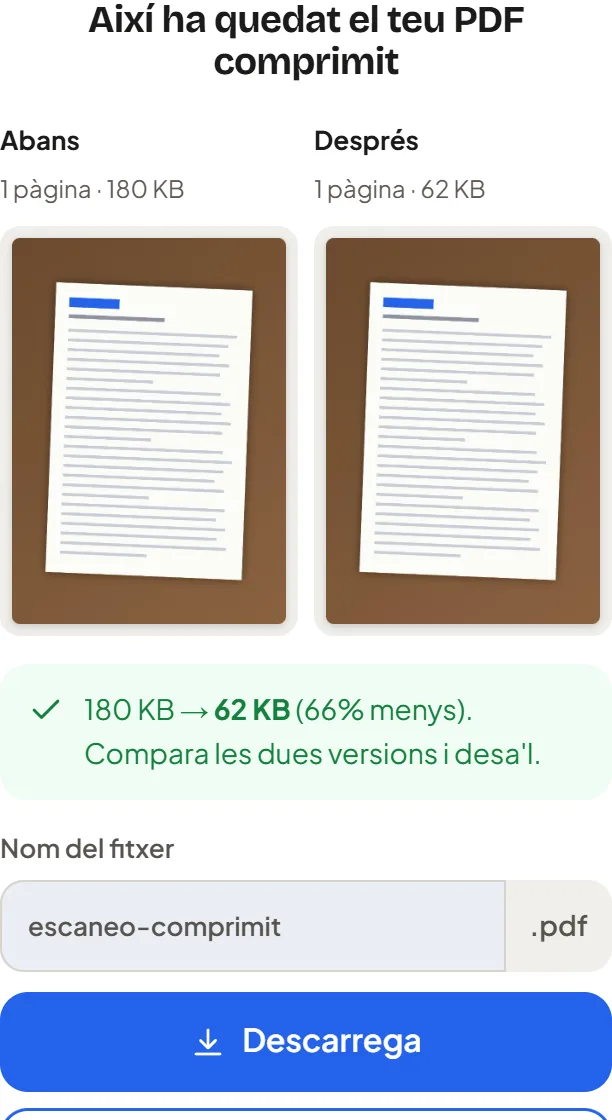 Així ha quedat el teu PDF
comprimit
Abans
1 pàgina · 180 KB
Després
1 pàgina · 62 KB
180 KB → 62 KB (66% menys).
Compara les dues versions i desa'l.
Nom del fitxer
escaneo-comprimit
.pdf
Descarrega